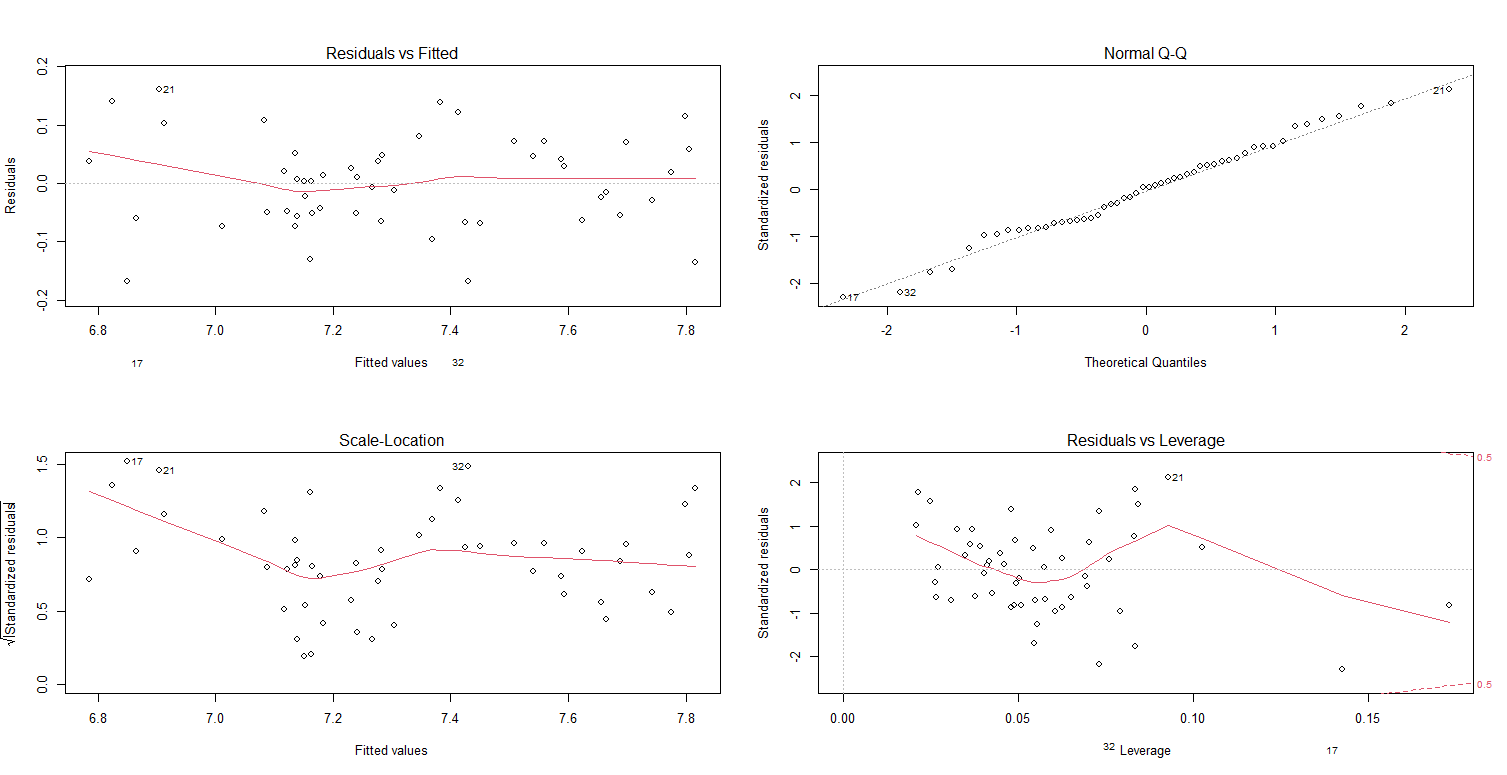 Residuals vs Fitted
Residuals
0.2
0.1
0.0
-0.1
-0.2
21
6.8 7.0 7.2 7.4 7.6 7.8
17 Fitted values 32
Normal Q-Q
Standardized residuals
2
1
0
-1
-2
21
17 32
-2 -1 0 1 2
Theoretical Quantiles
Scale-Location
√|Standardized residuals|
1.5
1.0
0.5
0.0
17 21 32
6.8 7.0 7.2 7.4 7.6 7.8
Fitted values
Residuals vs Leverage
Standardized residuals
2
1
0
-1
-2
21
0.5
0.5
0.00 0.05 0.10 0.15
32 Leverage 17